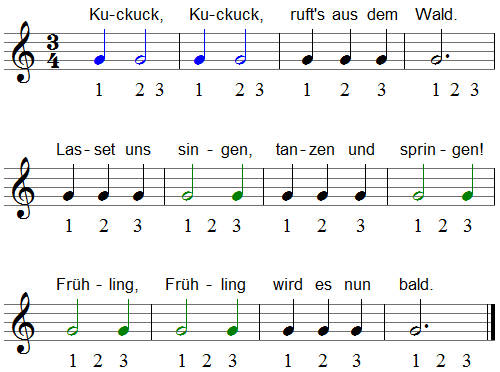 Ku-ckuck, Ku-ckuck, ruft's aus dem Wald.
3
4
1 2 3 1 2 3 1 2 3 1 2 3
Las-set uns sin-gen, tan-zen und sprin-gen!
1 2 3 1 2 3 1 2 3 1 2 3
Früh-ling, Früh-ling wird es nun bald.
1 2 3 1 2 3 1 2 3 1 2 3